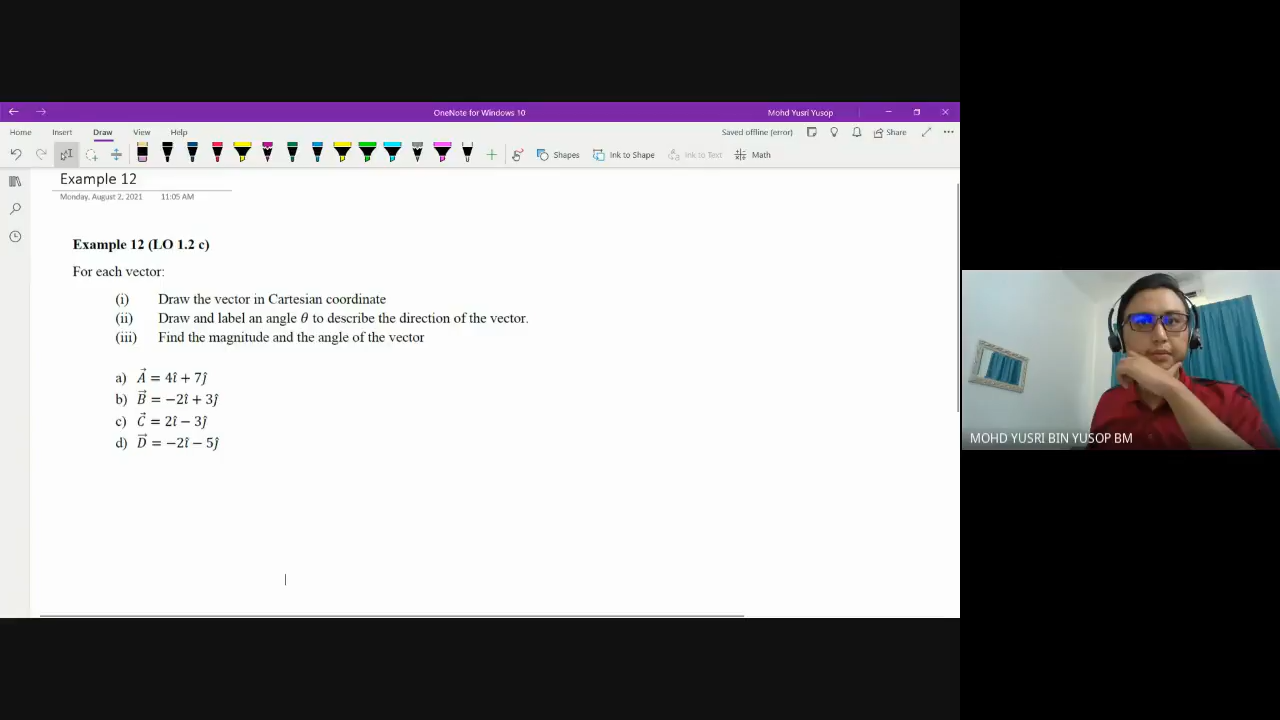 OneNote for Windows 10
Mohd Yusri Yusop
Home Insert Draw View Help
Saved offline (error)
Share
Shapes
Ink to Shape
Ink to Text
Math
Example 12
Monday, August 2, 2021 11:05 AM
Example 12 (LO 1.2 c)
For each vector:
(i) Draw the vector in Cartesian coordinate
(ii) Draw and label an angle θ to describe the direction of the vector.
(iii) Find the magnitude and the angle of the vector
a) A⃗ = 4î + 7ĵ
b) B⃗ = −2î + 3ĵ
c) C⃗ = 2î − 3ĵ
d) D⃗ = −2î − 5ĵ
MOHD YUSRI BIN YUSOP BM